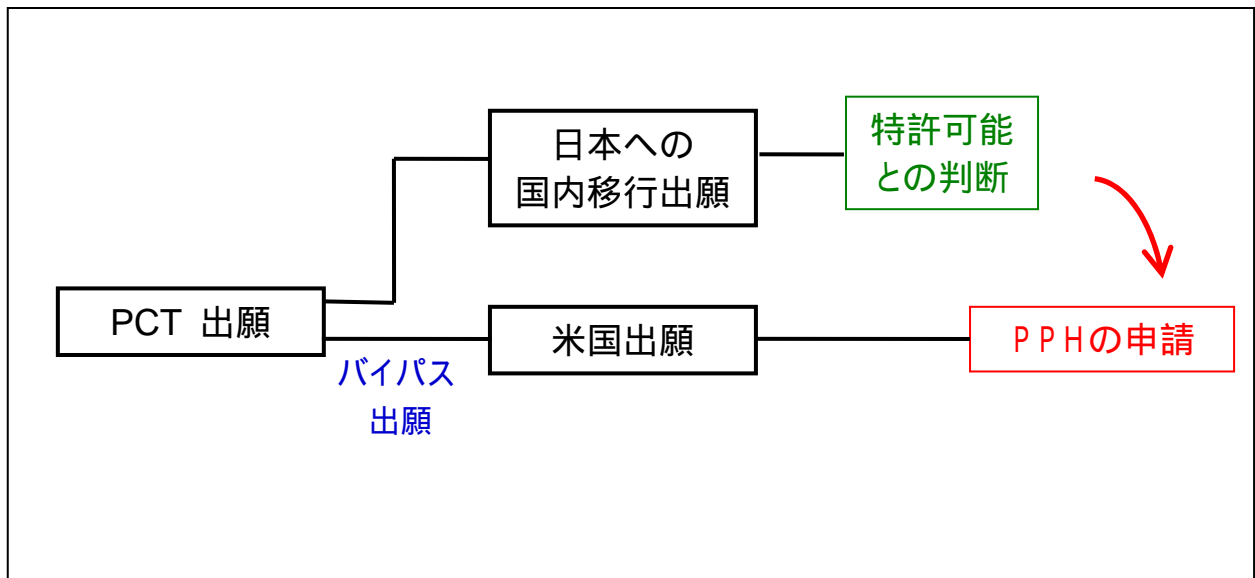 日本への
国内移行出願
特許可能
との判断
PCT 出願
バイパス
出願
米国出願
ＰＰＨの申請